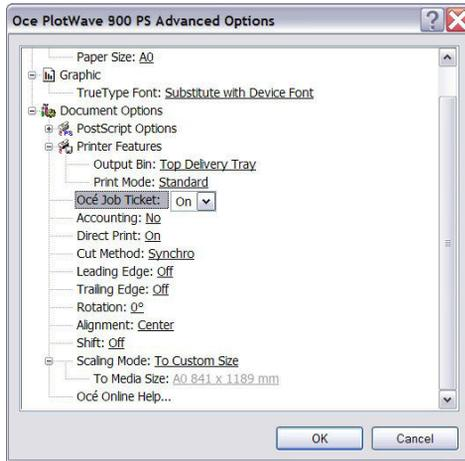 Oce PlotWave 900 PS Advanced Options
Paper Size: A0
Graphic
TrueType Font: Substitute with Device Font
Document Options
PostScript Options
Printer Features
Output Bin: Top Delivery Tray
Print Mode: Standard
Océ Job Ticket: On
Accounting: No
Direct Print: On
Cut Method: Synchro
Leading Edge: Off
Trailing Edge: Off
Rotation: 0°
Alignment: Center
Shift: Off
Scaling Mode: To Custom Size
To Media Size: A0 841 x 1189 mm
Océ Online Help...
OK Cancel